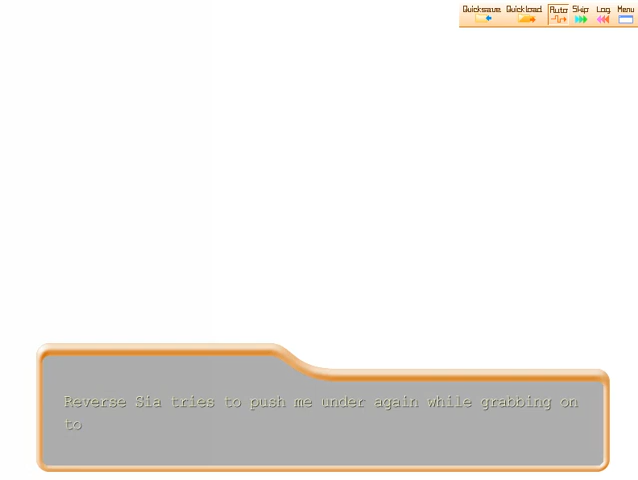 Quicksave Quickload Auto Skip Log Menu
Reverse Sia tries to push me under again while grabbing on
to